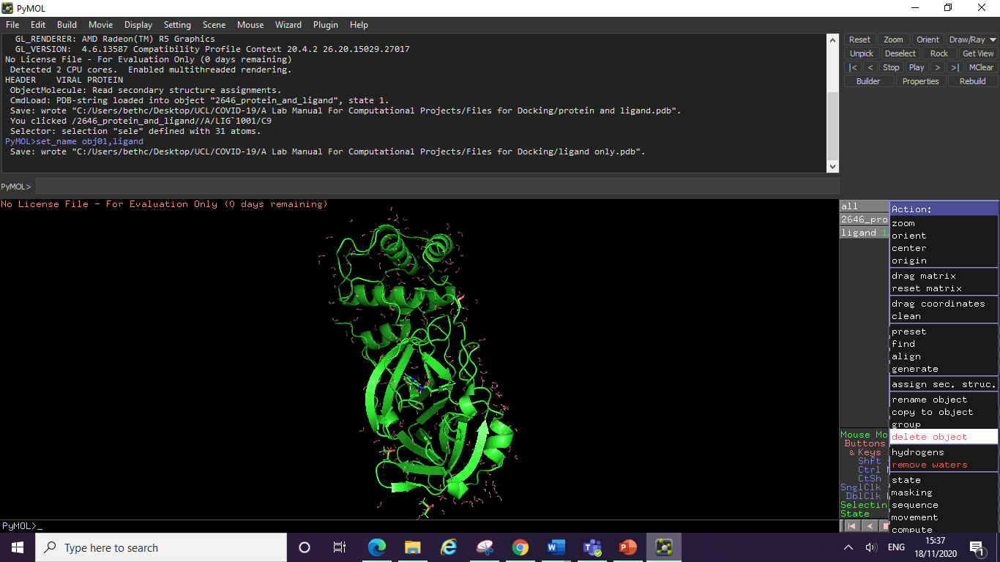 PyMOL
File Edit Build Movie Display Setting Scene Mouse Wizard Plugin Help
GL_RENDERER: AMD Radeon(TM) R5 Graphics
GL_VERSION: 4.6.13587 Compatibility Profile Context 20.4.2 26.20.15029.27017
No License File - For Evaluation Only (0 days remaining)
Detected 2 CPU cores. Enabled multithreaded rendering.
HEADER VIRAL PROTEIN
ObjectMolecule: Read secondary structure assignments.
CmdLoad: PDB-string loaded into object "2646_protein_and_ligand", state 1.
Save: wrote "C:/Users/bethc/Desktop/UCL/COVID-19/A Lab Manual For Computational Projects/Files for Docking/protein and ligand.pdb".
You clicked /2646_protein_and_ligand//A/LIG`1001/C9
Selector: selection "sele" defined with 31 atoms.
PyMOL>set_name obj01,ligand
Save: wrote "C:/Users/bethc/Desktop/UCL/COVID-19/A Lab Manual For Computational Projects/Files for Docking/ligand only.pdb".
PyMOL>
Reset Zoom Orient Draw/Ray
Unpick Deselect Rock Get View
|< < Stop Play > >| MClear
Builder Properties Rebuild
No License File - For Evaluation Only (0 days remaining)
all
2646_pro
ligand 1
Action:
zoom
orient
center
origin
drag matrix
reset matrix
drag coordinates
clean
preset
find
align
generate
assign sec. struc.
rename object
copy to object
group
delete object
hydrogens
remove waters
state
masking
sequence
movement
compute
Mouse Mo
Buttons
& Keys
Shft
Ctrl
CtSh
SnglClk
DblClk
Selectin
State
PyMOL>_
Type here to search
ENG
15:37
18/11/2020
1